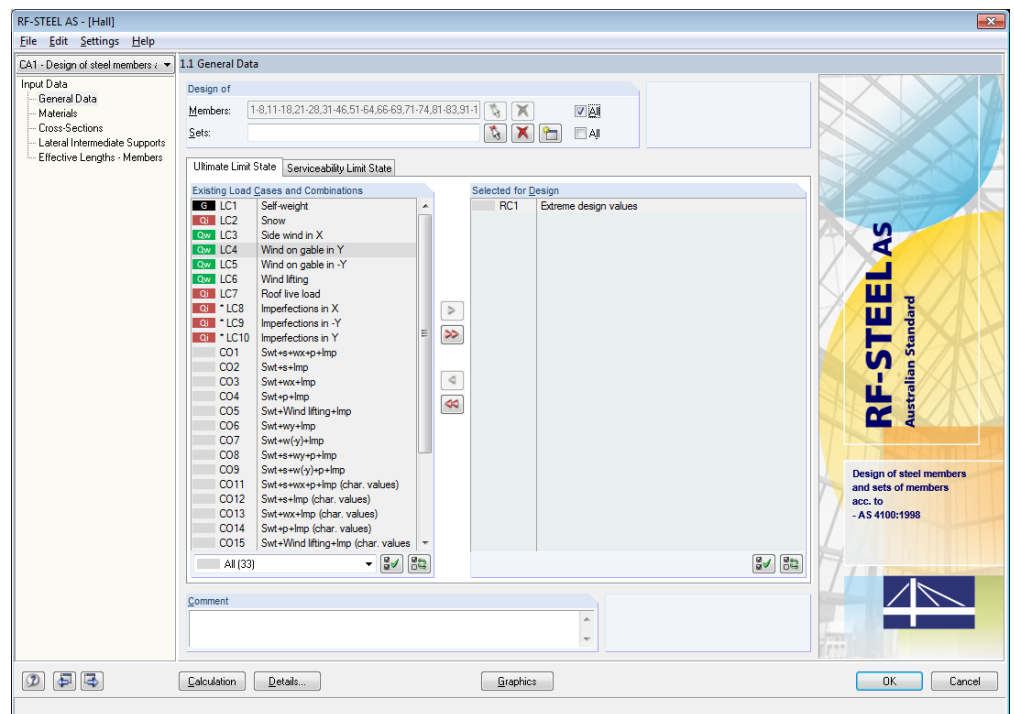 RF-STEEL AS - [Hall]
File Edit Settings Help
CA1 - Design of steel members a
1.1 General Data
Input Data
General Data
Materials
Cross-Sections
Lateral Intermediate Supports
Effective Lengths - Members
Design of
Members: 1-8,11-18,21-28,31-46,51-64,66-69,71-74,81-83,91-1 All
Sets: All
Ultimate Limit State Serviceability Limit State
Existing Load Cases and Combinations
G LC1 Self-weight
Qi LC2 Snow
Qw LC3 Side wind in X
Qw LC4 Wind on gable in Y
Qw LC5 Wind on gable in -Y
Qw LC6 Wind lifting
Qi LC7 Roof live load
Qi * LC8 Imperfections in X
Qi * LC9 Imperfections in -Y
Qi * LC10 Imperfections in Y
CO1 Swt+s+wx+p+Imp
CO2 Swt+s+Imp
CO3 Swt+wx+Imp
CO4 Swt+p+Imp
CO5 Swt+Wind lifting+Imp
CO6 Swt+wy+Imp
CO7 Swt+w(-y)+Imp
CO8 Swt+s+wy+p+Imp
CO9 Swt+s+w(-y)+p+Imp
CO11 Swt+s+wx+p+Imp (char. values)
CO12 Swt+s+Imp (char. values)
CO13 Swt+wx+Imp (char. values)
CO14 Swt+p+Imp (char. values)
CO15 Swt+Wind lifting+Imp (char. values
All (33)
Selected for Design
RC1 Extreme design values
Comment
RF-STEEL AS
Australian Standard
Design of steel members
and sets of members
acc. to
- AS 4100:1998
Calculation Details... Graphics OK Cancel